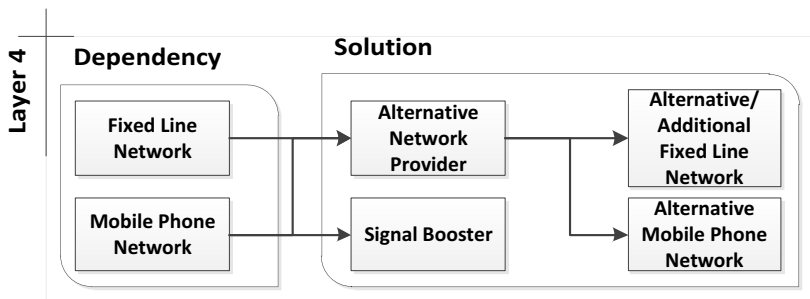 Layer 4
Dependency
Solution
Fixed Line
Network
Alternative
Network
Provider
Alternative/
Additional
Fixed Line
Network
Mobile Phone
Network
Signal Booster
Alternative
Mobile Phone
Network